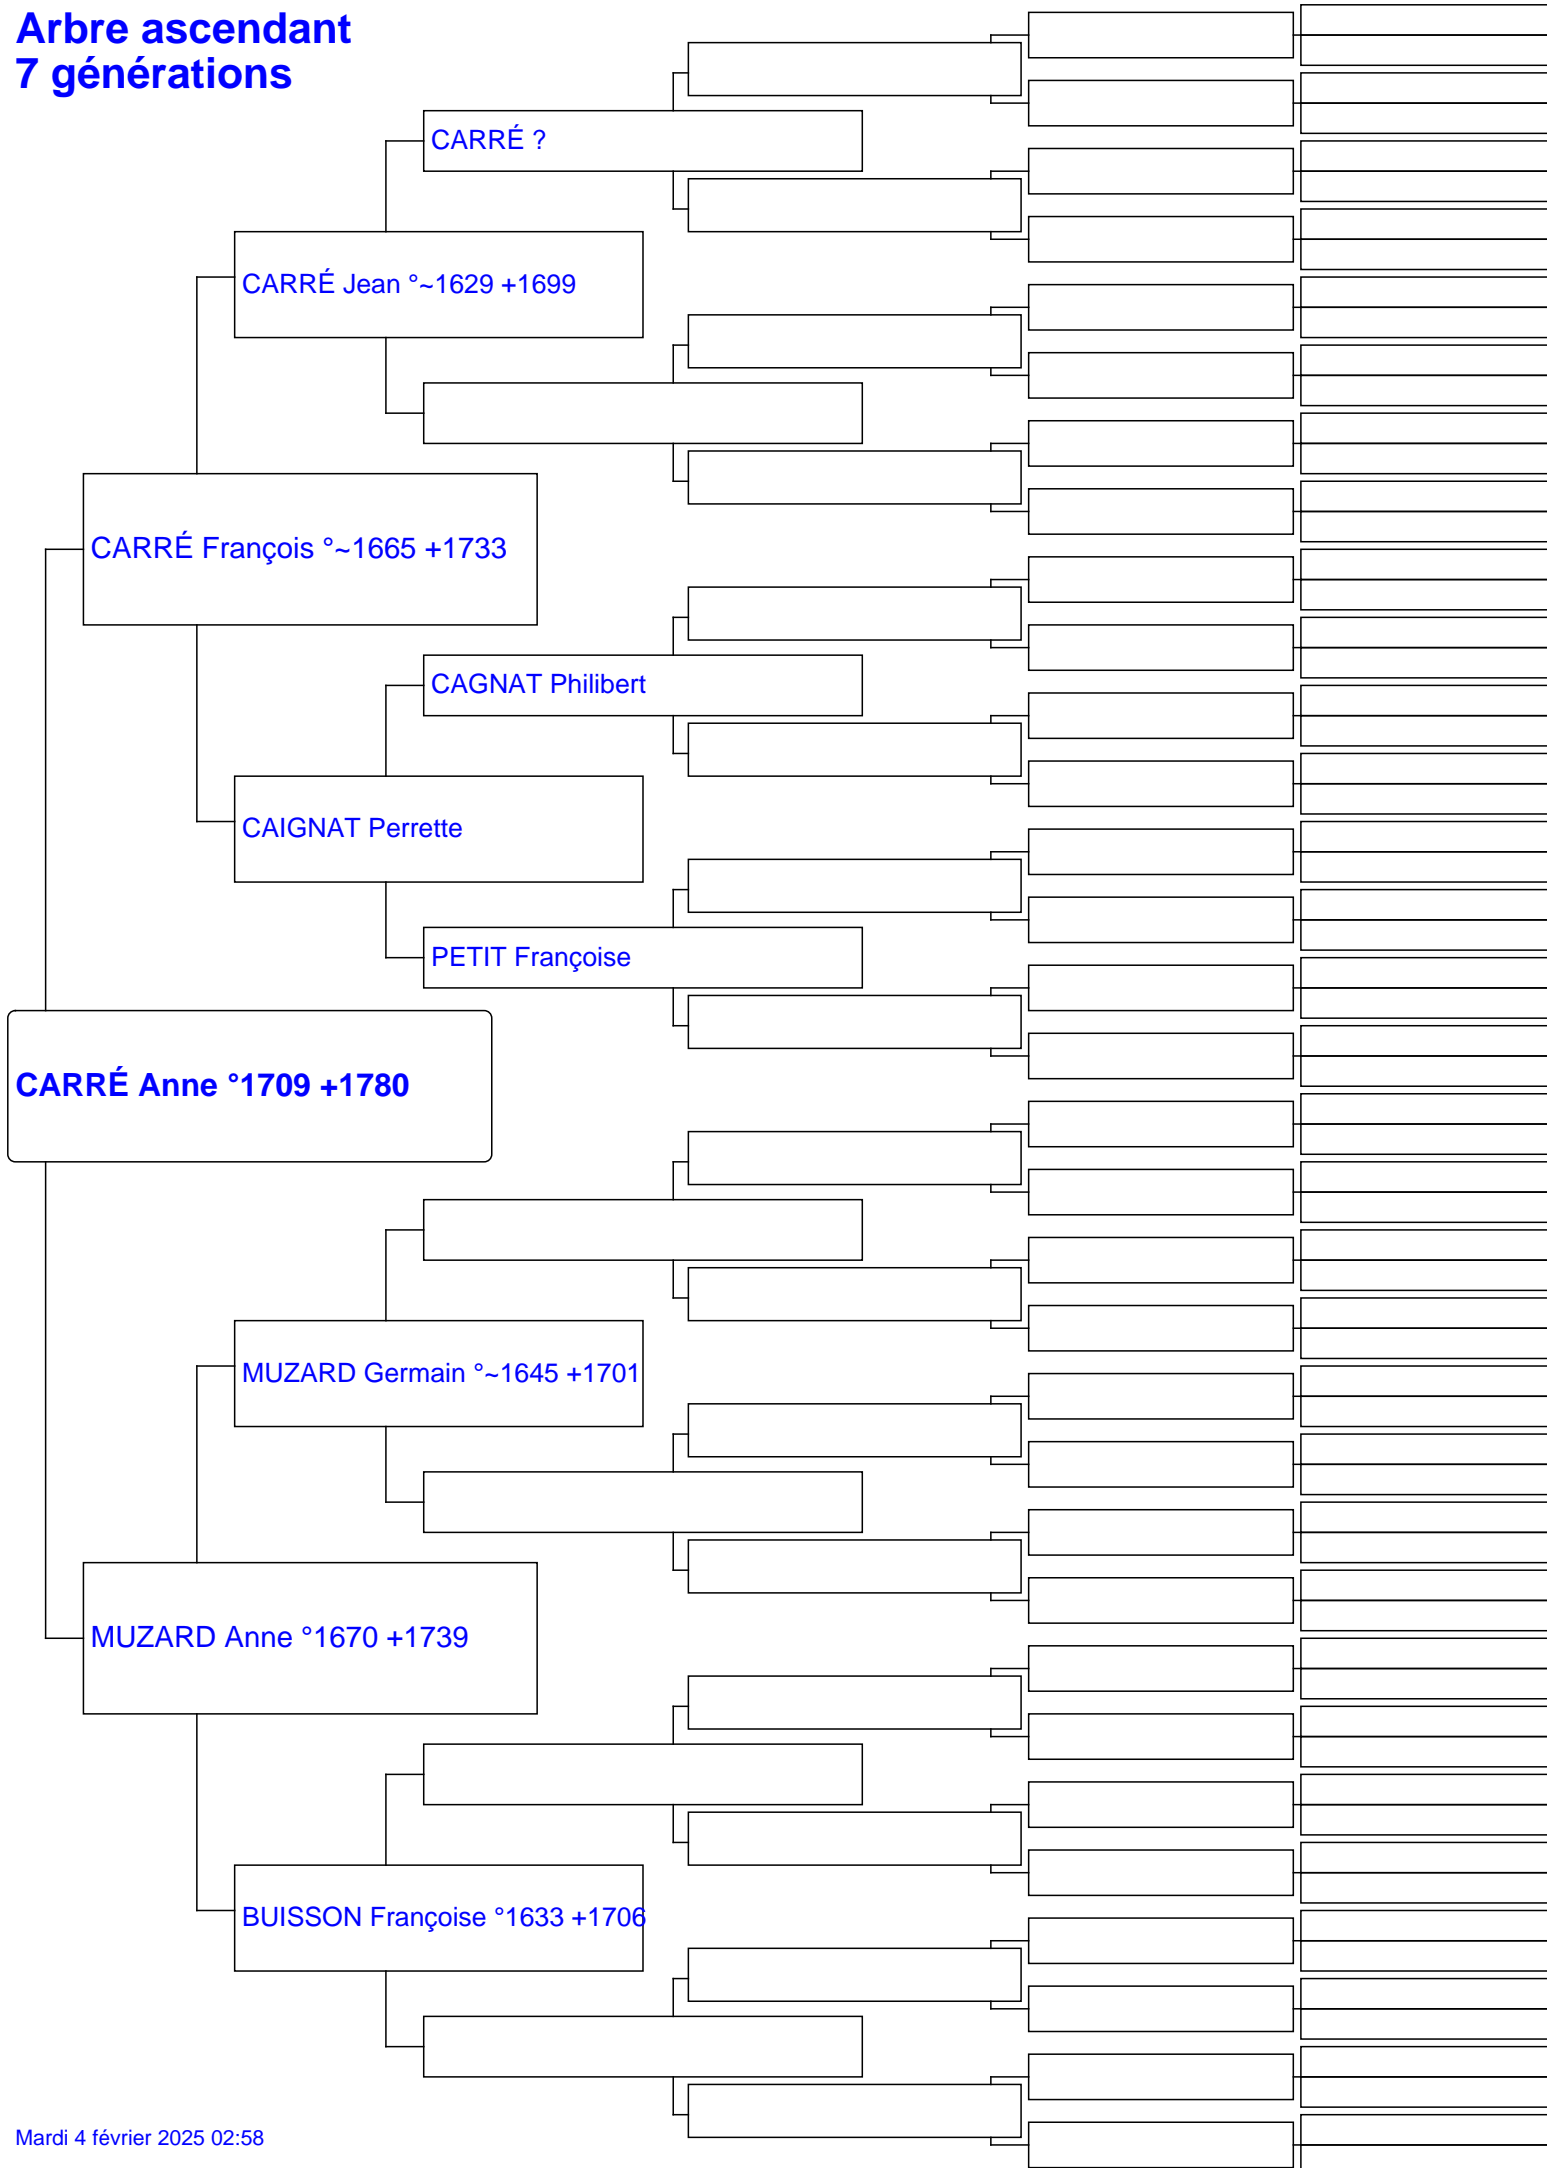 Arbre ascendant
7 générations
CARRÉ ?
CARRÉ Jean °~1629 +1699
CARRÉ François °~1665 +1733
CAGNAT Philibert
CAIGNAT Perrette
PETIT Françoise
CARRÉ Anne °1709 +1780
MUZARD Germain °~1645 +1701
MUZARD Anne °1670 +1739
BUISSON Françoise °1633 +1706
Mardi 4 février 2025 02:58